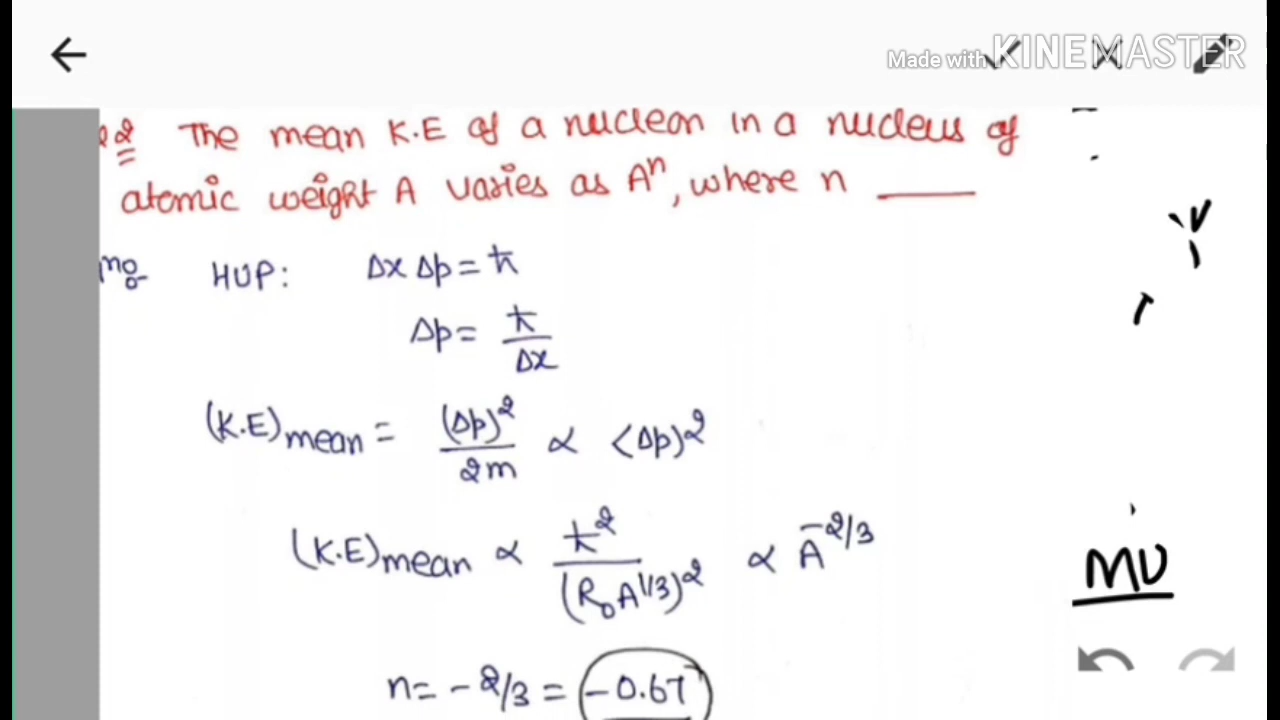 Made with KINEMASTER
The mean K.E of a nucleon in a nucleus of
atomic weight A varies as Aⁿ, where n ____
HUP: Δx Δp = ħ
Δp = ħ/Δx
(K.E)mean = (Δp)²/2m ∝ <Δp)²
(K.E)mean ∝ ħ²/(R₀A^1/3)² ∝ A^-2/3
n = -2/3 = -0.67
MU